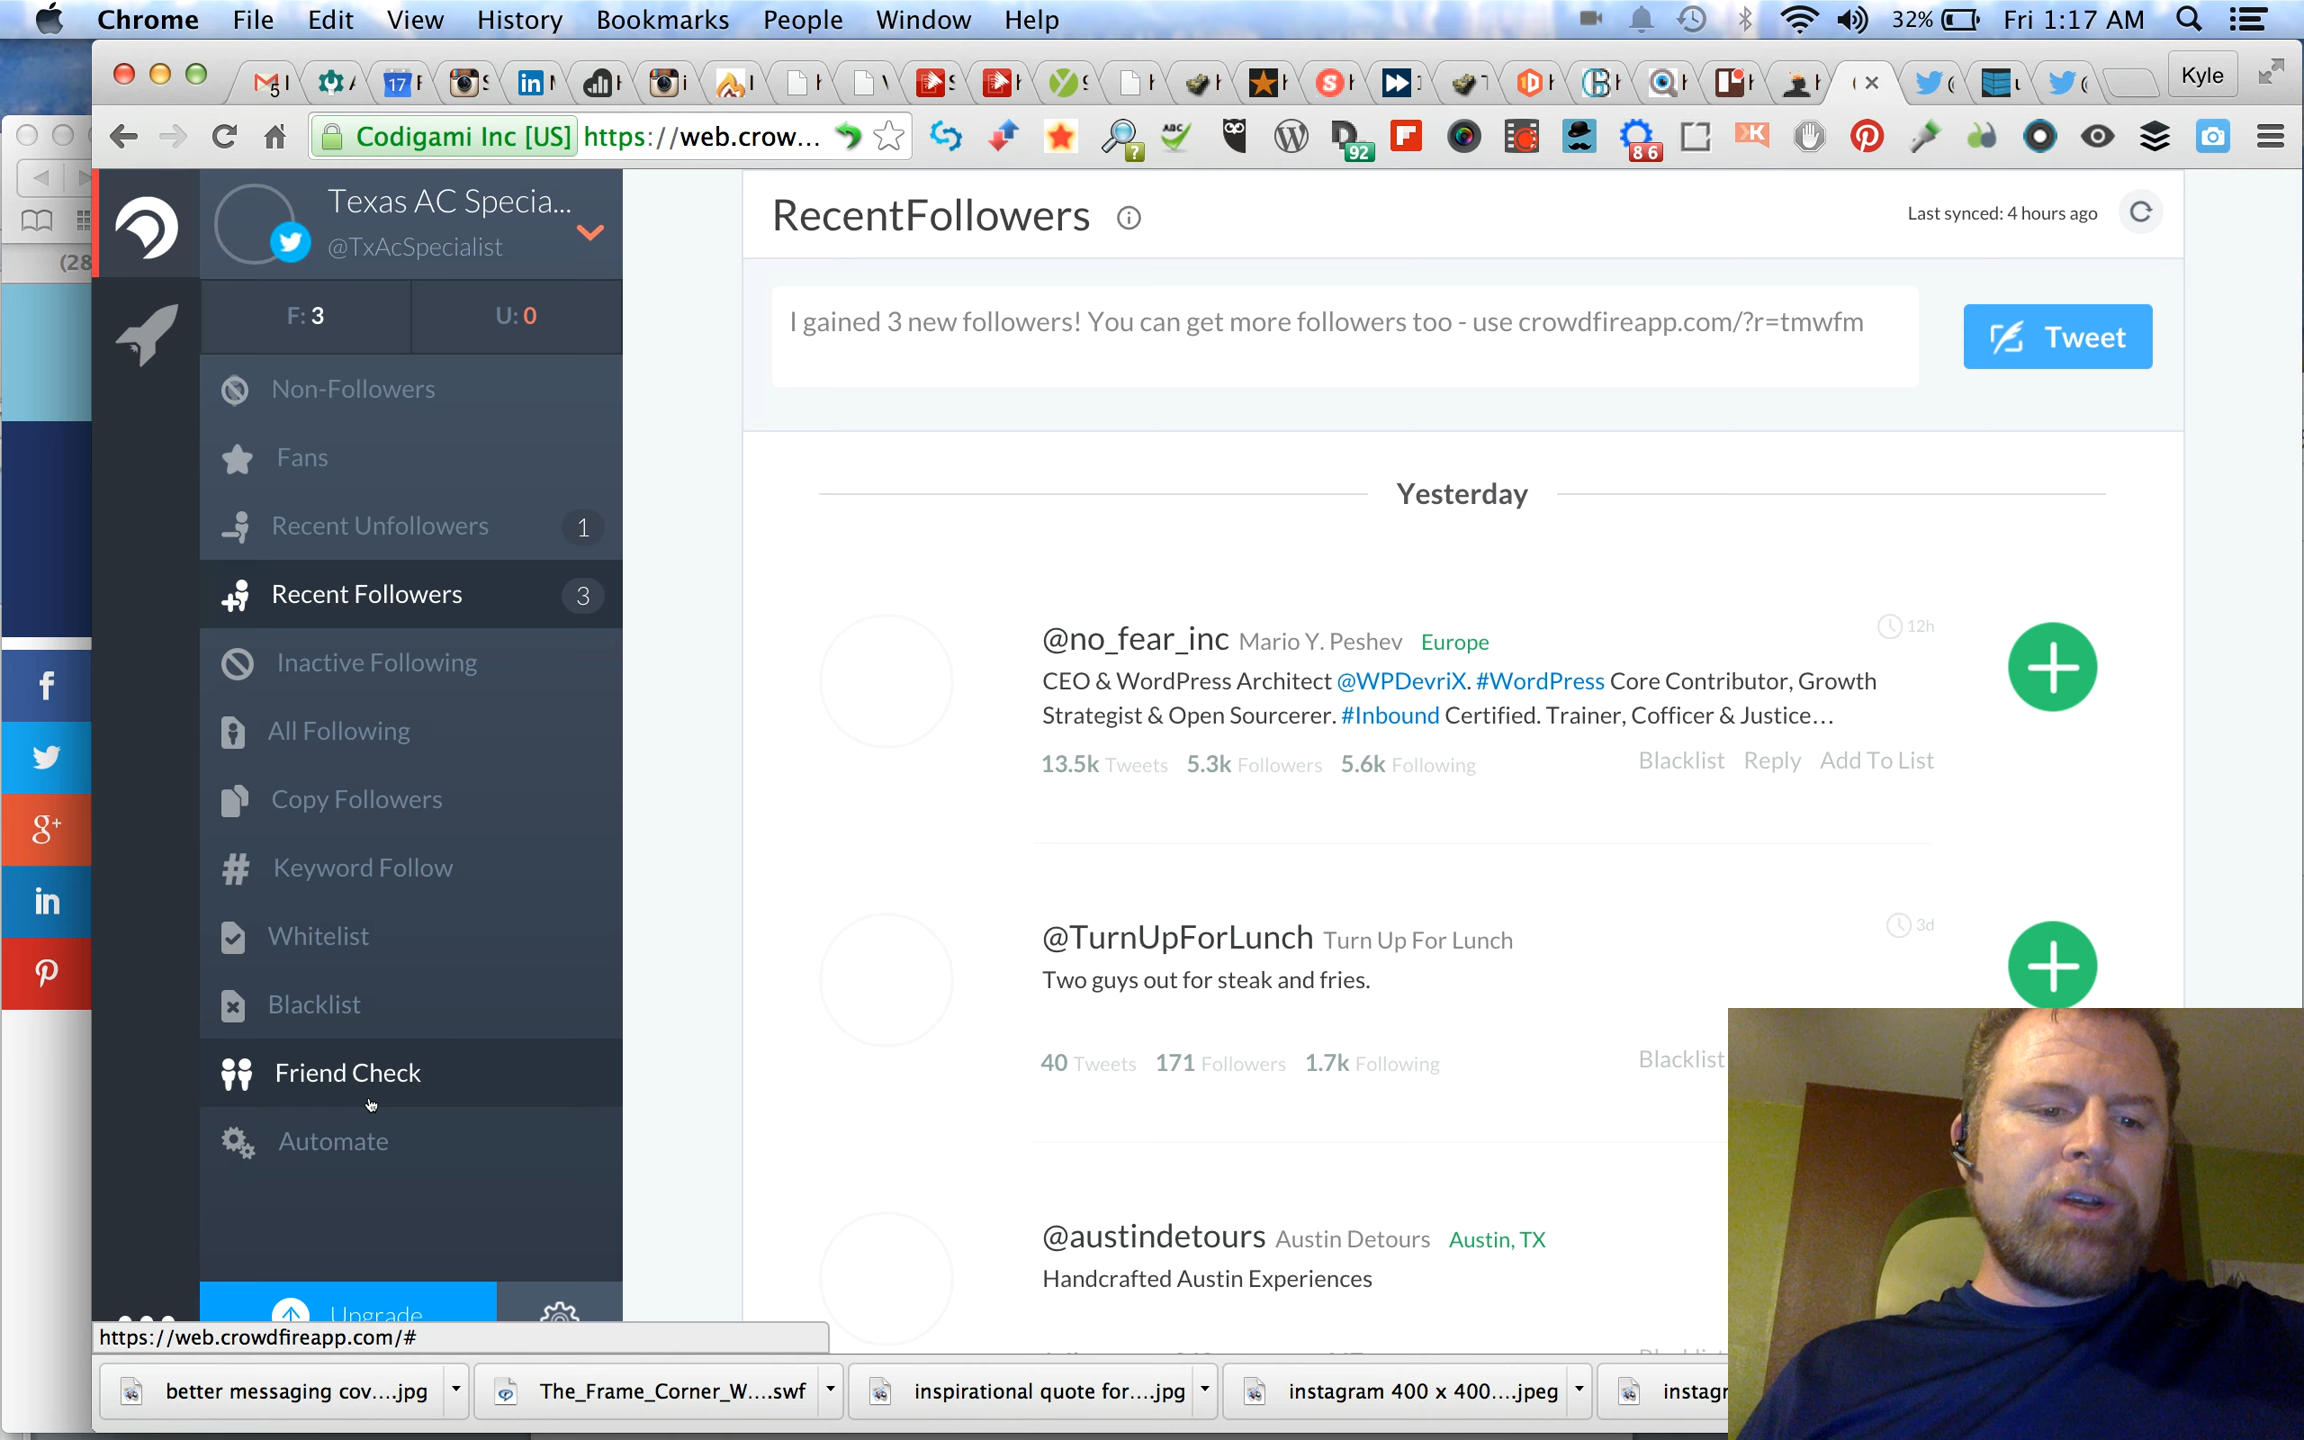 Chrome File Edit View History Bookmarks People Window Help 32% Fri 1:17 AM
Kyle
Codigami Inc [US] https://web.crow...
ABC ? 92 86
Texas AC Specia...
@TxAcSpecialist
F: 3 U: 0
Non-Followers
Fans
Recent Unfollowers 1
Recent Followers 3
Inactive Following
All Following
Copy Followers
Keyword Follow
Whitelist
Blacklist
Friend Check
Automate
Upgrade
(28
RecentFollowers
Last synced: 4 hours ago
I gained 3 new followers! You can get more followers too - use crowdfireapp.com/?r=tmwfm
Tweet
Yesterday
@no_fear_inc Mario Y. Peshev Europe 12h
CEO & WordPress Architect @WPDevriX. #WordPress Core Contributor, Growth
Strategist & Open Sourcerer. #Inbound Certified. Trainer, Cofficer & Justice...
13.5k Tweets 5.3k Followers 5.6k Following Blacklist Reply Add To List
@TurnUpForLunch Turn Up For Lunch 3d
Two guys out for steak and fries.
40 Tweets 171 Followers 1.7k Following Blacklist
@austindetours Austin Detours Austin, TX
Handcrafted Austin Experiences
https://web.crowdfireapp.com/#
better messaging cov....jpg The_Frame_Corner_W....swf inspirational quote for....jpg instagram 400 x 400....jpeg instagr